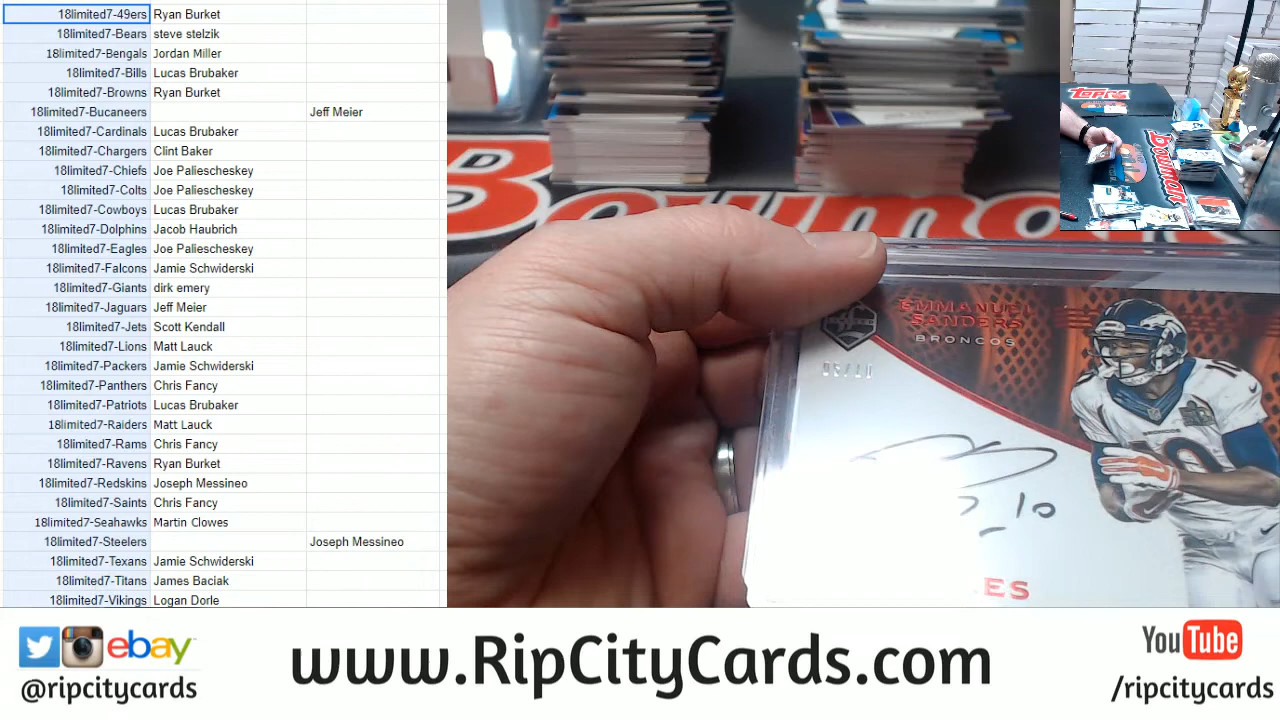 18limited7-49ers Ryan Burket
18limited7-Bears steve stelzik
18limited7-Bengals Jordan Miller
18limited7-Bills Lucas Brubaker
18limited7-Browns Ryan Burket
18limited7-Bucaneers Jeff Meier
18limited7-Cardinals Lucas Brubaker
18limited7-Chargers Clint Baker
18limited7-Chiefs Joe Paliescheskey
18limited7-Colts Joe Paliescheskey
18limited7-Cowboys Lucas Brubaker
18limited7-Dolphins Jacob Haubrich
18limited7-Eagles Joe Paliescheskey
18limited7-Falcons Jamie Schwiderski
18limited7-Giants dirk emery
18limited7-Jaguars Jeff Meier
18limited7-Jets Scott Kendall
18limited7-Lions Matt Lauck
18limited7-Packers Jamie Schwiderski
18limited7-Panthers Chris Fancy
18limited7-Patriots Lucas Brubaker
18limited7-Raiders Matt Lauck
18limited7-Rams Chris Fancy
18limited7-Ravens Ryan Burket
18limited7-Redskins Joseph Messineo
18limited7-Saints Chris Fancy
18limited7-Seahawks Martin Clowes
18limited7-Steelers Joseph Messineo
18limited7-Texans Jamie Schwiderski
18limited7-Titans James Baciak
18limited7-Vikings Logan Dorle
Bowman
EMMANUEL
SANDERS
BRONCOS
10
Topps
Bowman
ebay
@ripcitycards
www.RipCityCards.com
YouTube
/ripcitycards